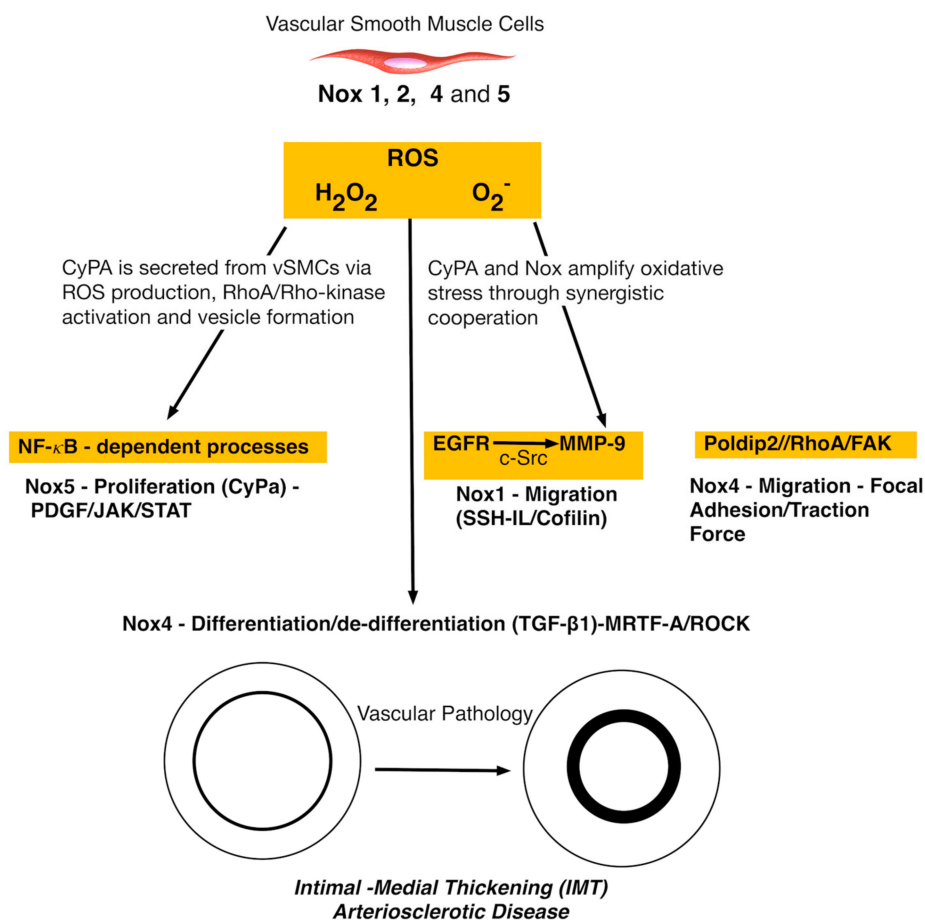 Vascular Smooth Muscle Cells
Nox 1, 2, 4 and 5
ROS
H2O2 O2-
CyPA is secreted from vSMCs via
ROS production, RhoA/Rho-kinase
activation and vesicle formation
CyPA and Nox amplify oxidative
stress through synergistic
cooperation
NF-κB - dependent processes
Nox5 - Proliferation (CyPa) -
PDGF/JAK/STAT
EGFR MMP-9
c-Src
Nox1 - Migration
(SSH-IL/Cofilin)
Poldip2//RhoA/FAK
Nox4 - Migration - Focal
Adhesion/Traction
Force
Nox4 - Differentiation/de-differentiation (TGF-β1)-MRTF-A/ROCK
Vascular Pathology
Intimal -Medial Thickening (IMT)
Arteriosclerotic Disease